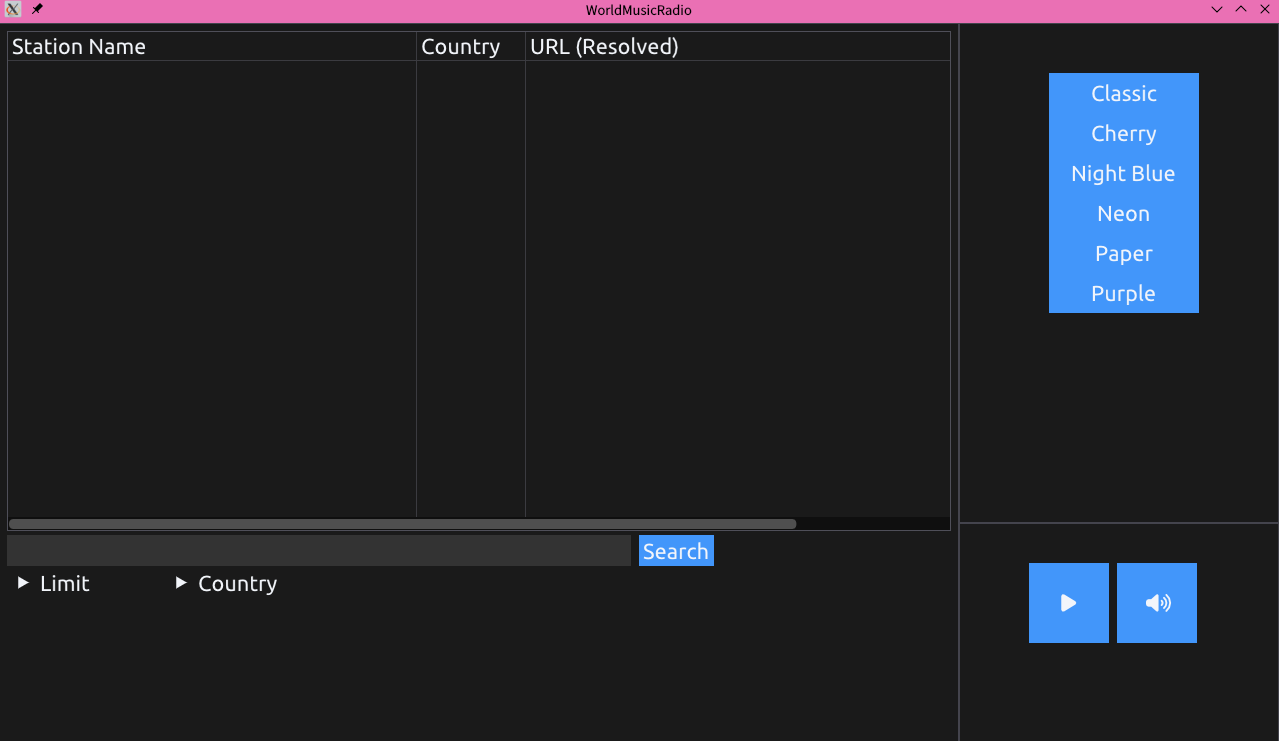 WorldMusicRadio
Station Name Country URL (Resolved)
Classic
Cherry
Night Blue
Neon
Paper
Purple
Search
Limit Country